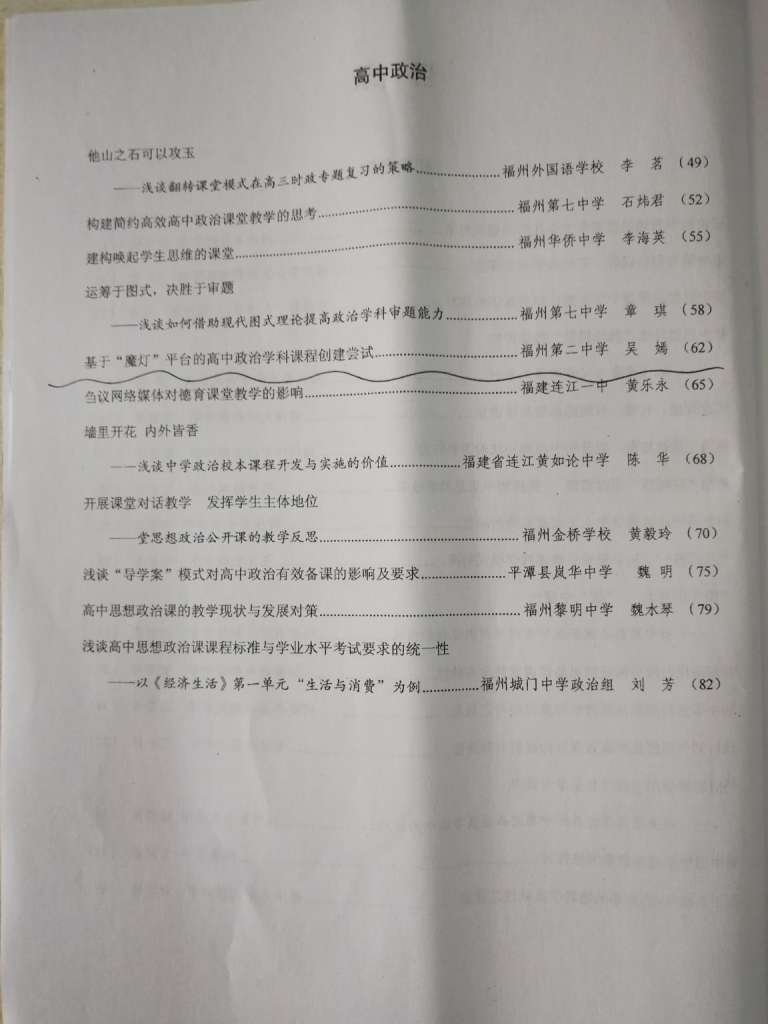 高中政治
他山之石可以攻玉
——浅谈翻转课堂模式在高三时政专题复习的策略……………福州外国语学校 李 茗 (49)
构建简约高效高中政治课堂教学的思考……………福州第七中学 石炜君 (52)
建构唤起学生思维的课堂……………福州华侨中学 李海英 (55)
运筹于图式，决胜于审题
——浅谈如何借助现代图式理论提高政治学科审题能力……………福州第七中学 章 琪 (58)
基于“魔灯”平台的高中政治学科课程创建尝试……………福州第二中学 吴 嫣 (62)
刍议网络媒体对德育课堂教学的影响……………福建连江一中 黄乐永 (65)
墙里开花 内外皆香
——浅谈中学政治校本课程开发与实施的价值……………福建省连江黄如论中学 陈 华 (68)
开展课堂对话教学 发挥学生主体地位
——堂思想政治公开课的教学反思……………福州金桥学校 黄毅玲 (70)
浅谈“导学案”模式对高中政治有效备课的影响及要求……………平潭县岚华中学 魏 明 (75)
高中思想政治课的教学现状与发展对策……………福州黎明中学 魏水琴 (79)
浅谈高中思想政治课课程标准与学业水平考试要求的统一性
——以《经济生活》第一单元“生活与消费”为例……………福州城门中学政治组 刘 芳 (82)